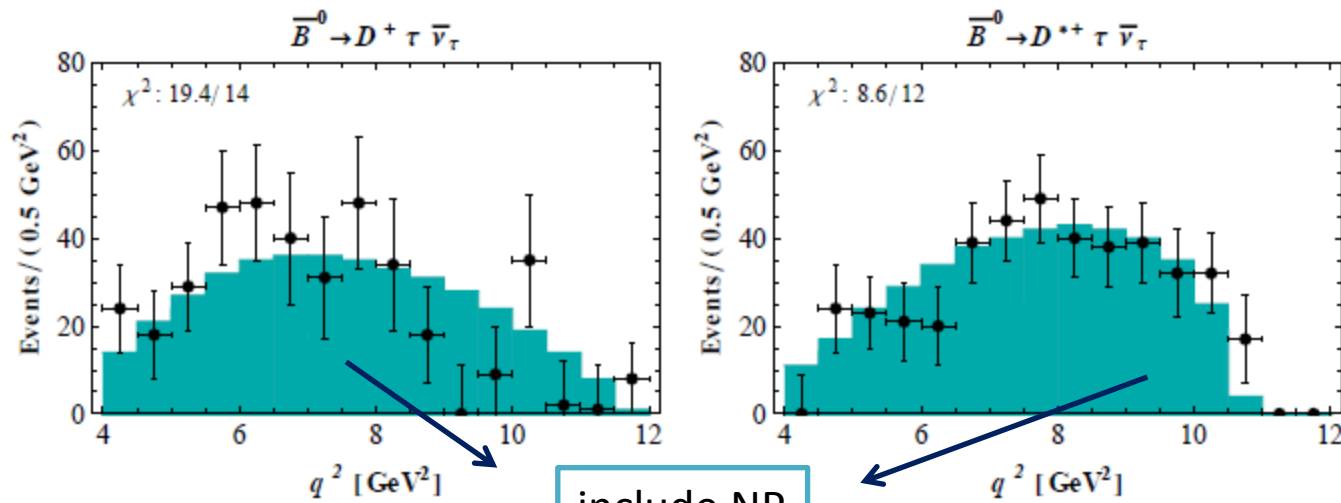 B̅⁰ → D⁺ τ ν̅_τ
80
60
40
20
0
χ²: 19.4/14
Events/(0.5 GeV²)
4 6 8 10 12
q² [GeV²]
B̅⁰ → D*⁺ τ ν̅_τ
80
60
40
20
0
χ²: 8.6/12
Events/(0.5 GeV²)
4 6 8 10 12
q² [GeV²]
include NP